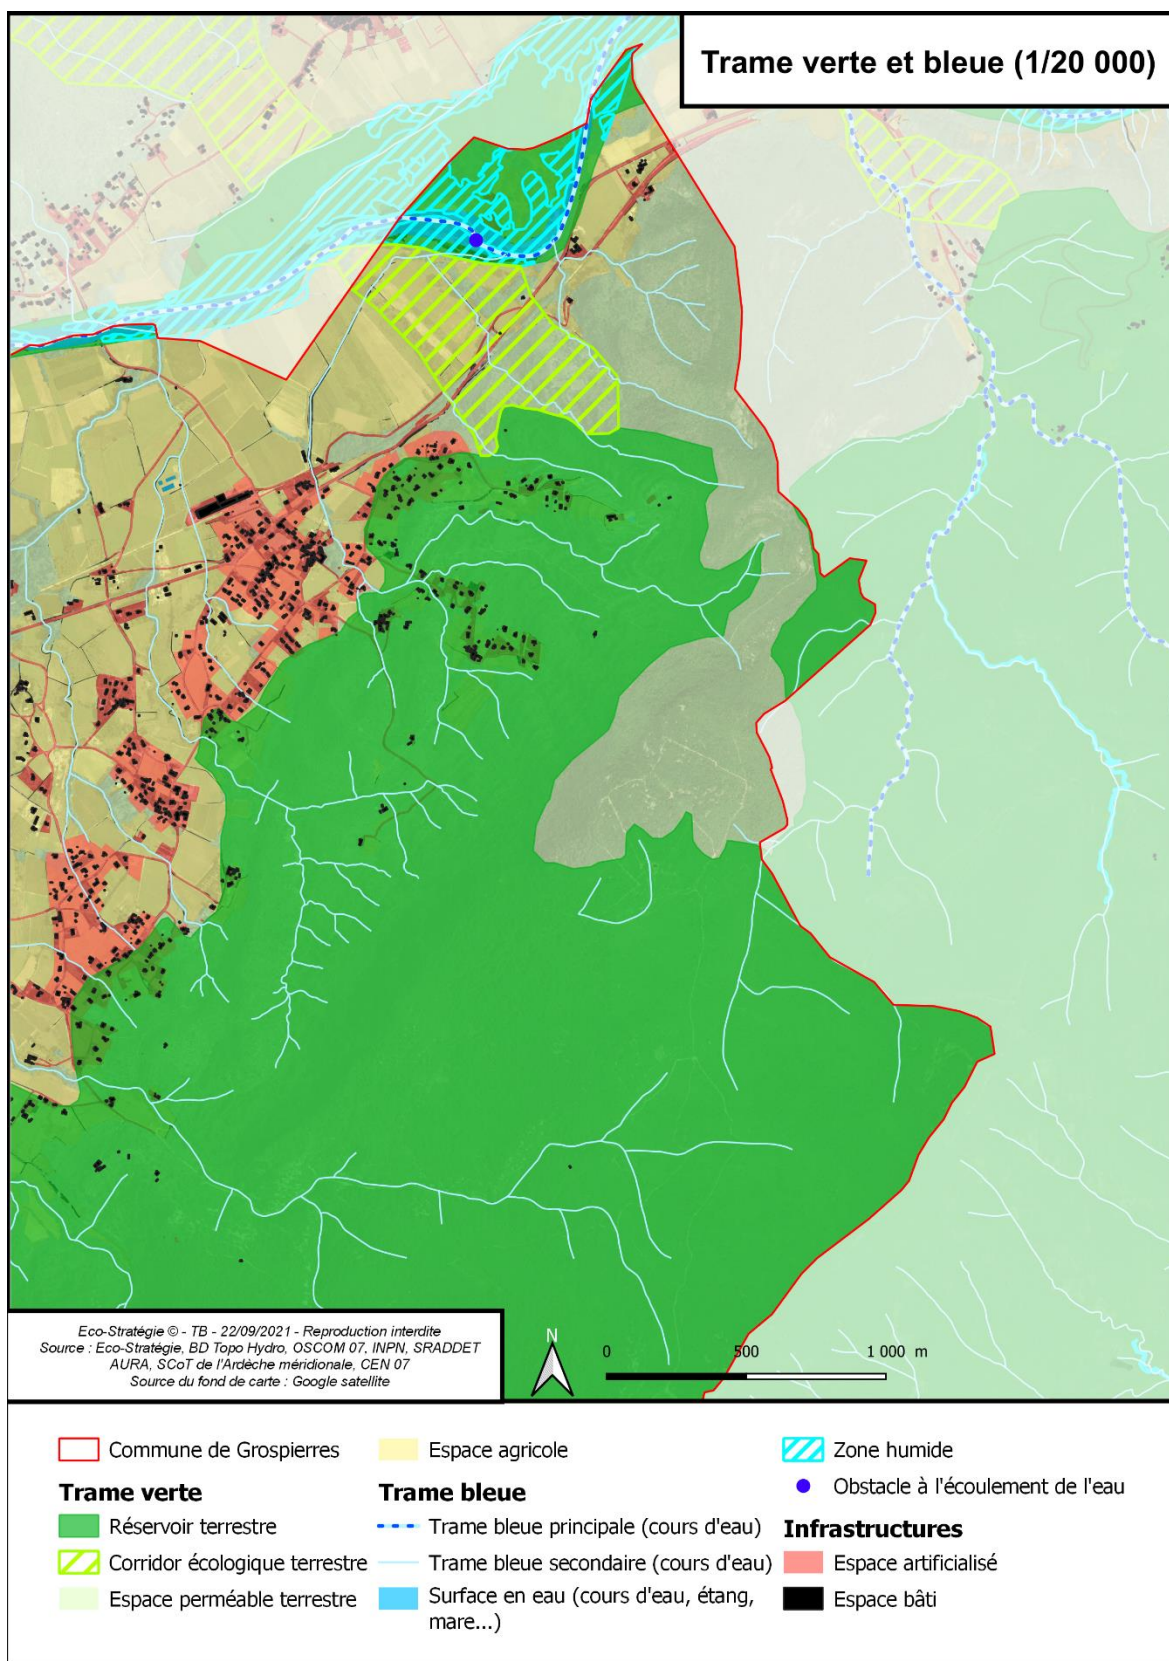 Trame verte et bleue (1/20 000)
Eco-Stratégie © - TB - 22/09/2021 - Reproduction interdite
Source : Eco-Stratégie, BD Topo Hydro, OSCOM 07, INPN, SRADDET
AURA, SCoT de l'Ardèche méridionale, CEN 07
Source du fond de carte : Google satellite
N
0 500 1 000 m
Commune de Grospierres
Trame verte
Réservoir terrestre
Corridor écologique terrestre
Espace perméable terrestre
Espace agricole
Trame bleue
Trame bleue principale (cours d'eau)
Trame bleue secondaire (cours d'eau)
Surface en eau (cours d'eau, étang,
mare...)
Zone humide
Obstacle à l'écoulement de l'eau
Infrastructures
Espace artificialisé
Espace bâti